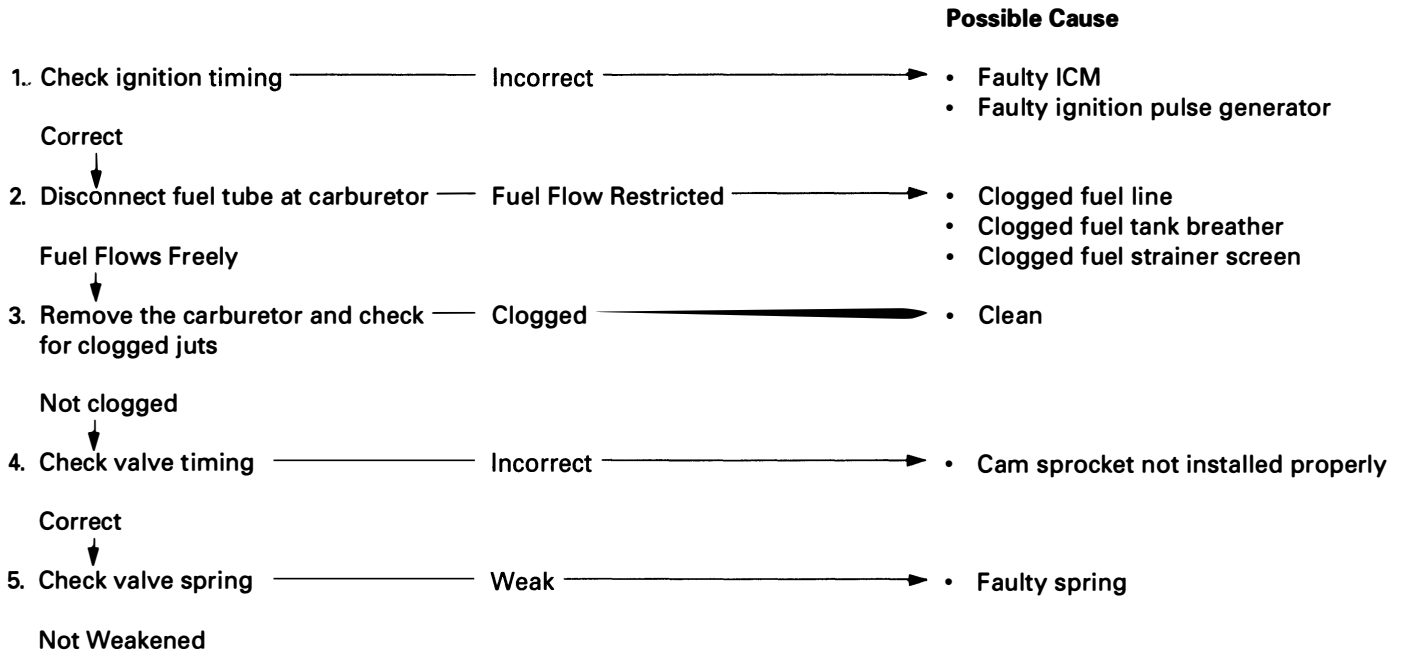 Possible Cause
1. Check ignition timing Incorrect • Faulty ICM
• Faulty ignition pulse generator
Correct
2. Disconnect fuel tube at carburetor Fuel Flow Restricted • Clogged fuel line
• Clogged fuel tank breather
Fuel Flows Freely • Clogged fuel strainer screen
3. Remove the carburetor and check Clogged • Clean
for clogged juts
Not clogged
4. Check valve timing Incorrect • Cam sprocket not installed properly
Correct
5. Check valve spring Weak • Faulty spring
Not Weakened